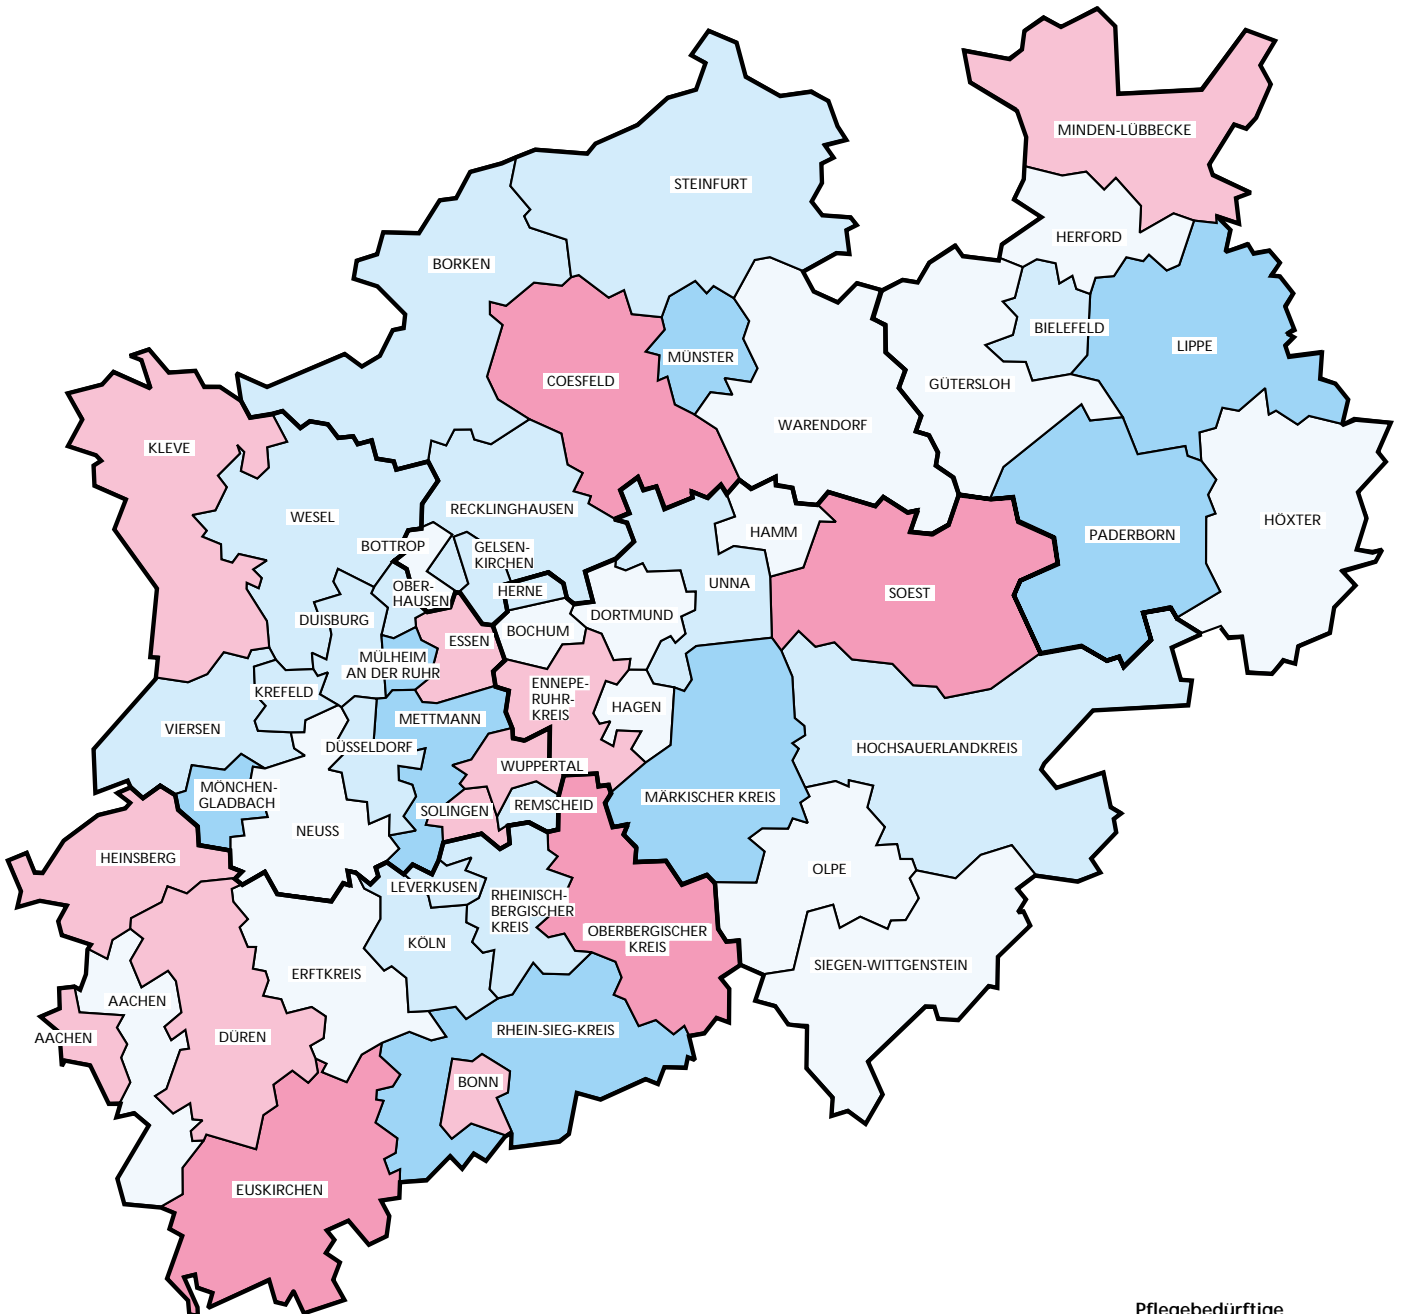 MINDEN-LÜBBECKE
STEINFURT
HERFORD
BORKEN
BIELEFELD
LIPPE
MÜNSTER
COESFELD
GÜTERSLOH
WARENDORF
KLEVE
RECKLINGHAUSEN
WESEL
HÖXTER
HAMM
PADERBORN
BOTTROP
GELSEN-
KIRCHEN
UNNA
OBER-
HAUSEN
HERNE
SOEST
DORTMUND
DUISBURG
BOCHUM
ESSEN
MÜLHEIM
AN DER RUHR
KREFELD
ENNEPE-
RUHR-
KREIS
HAGEN
METTMANN
VIERSEN
DÜSSELDORF
HOCHSAUERLANDKREIS
WUPPERTAL
MÖNCHEN-
GLADBACH
MÄRKISCHER KREIS
REMSCHEID
SOLINGEN
NEUSS
HEINSBERG
OLPE
LEVERKUSEN
RHEINISCH-
BERGISCHER
KREIS
OBERBERGISCHER
KREIS
KÖLN
SIEGEN-WITTGENSTEIN
ERFTKREIS
AACHEN
RHEIN-SIEG-KREIS
AACHEN
DÜREN
BONN
EUSKIRCHEN
Pflegebedürftige